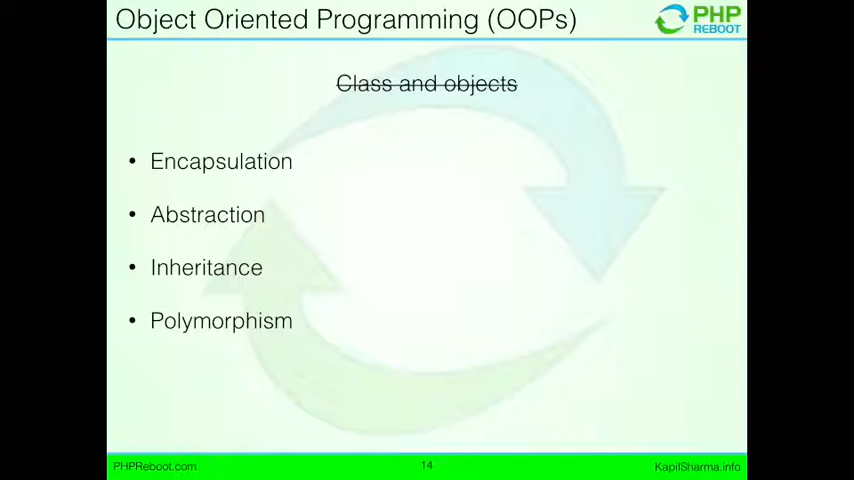 Object Oriented Programming (OOPs)
PHP
REBOOT
Class and objects
• Encapsulation
• Abstraction
• Inheritance
• Polymorphism
PHPReboot.com
14
KapilSharma.info